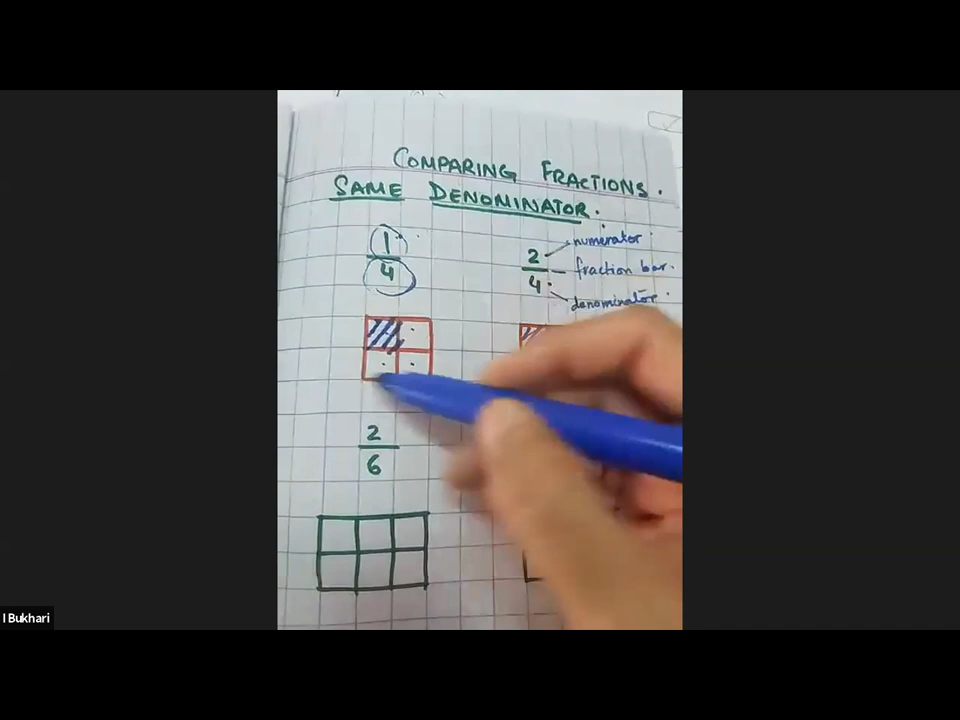 COMPARING FRACTIONS.
SAME DENOMINATOR.
1
4
2
4
numerator
fraction bar.
denominator.
2
6
I Bukhari